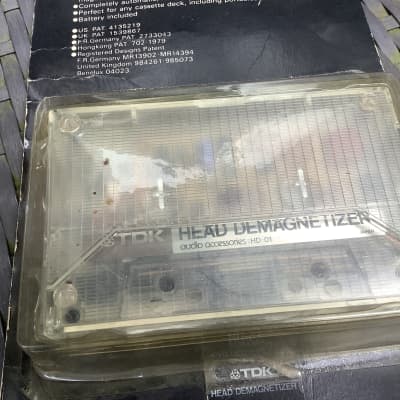 ●Completely automatic
●Perfect for any cassette deck, including
●Battery included
●US PAT 4135219
●UK PAT 1539867
●F.R.Germany PAT 2733043
●Hongkong PAT 702-1979
●Registered Designs Patent
F.R.Germany MR13902-MR14394
United Kingdom 984261-985073
Benelux 04023
TDK HEAD DEMAGNETIZER
audio accessories: HD-01
TDK
HEAD DEMAGNETIZER